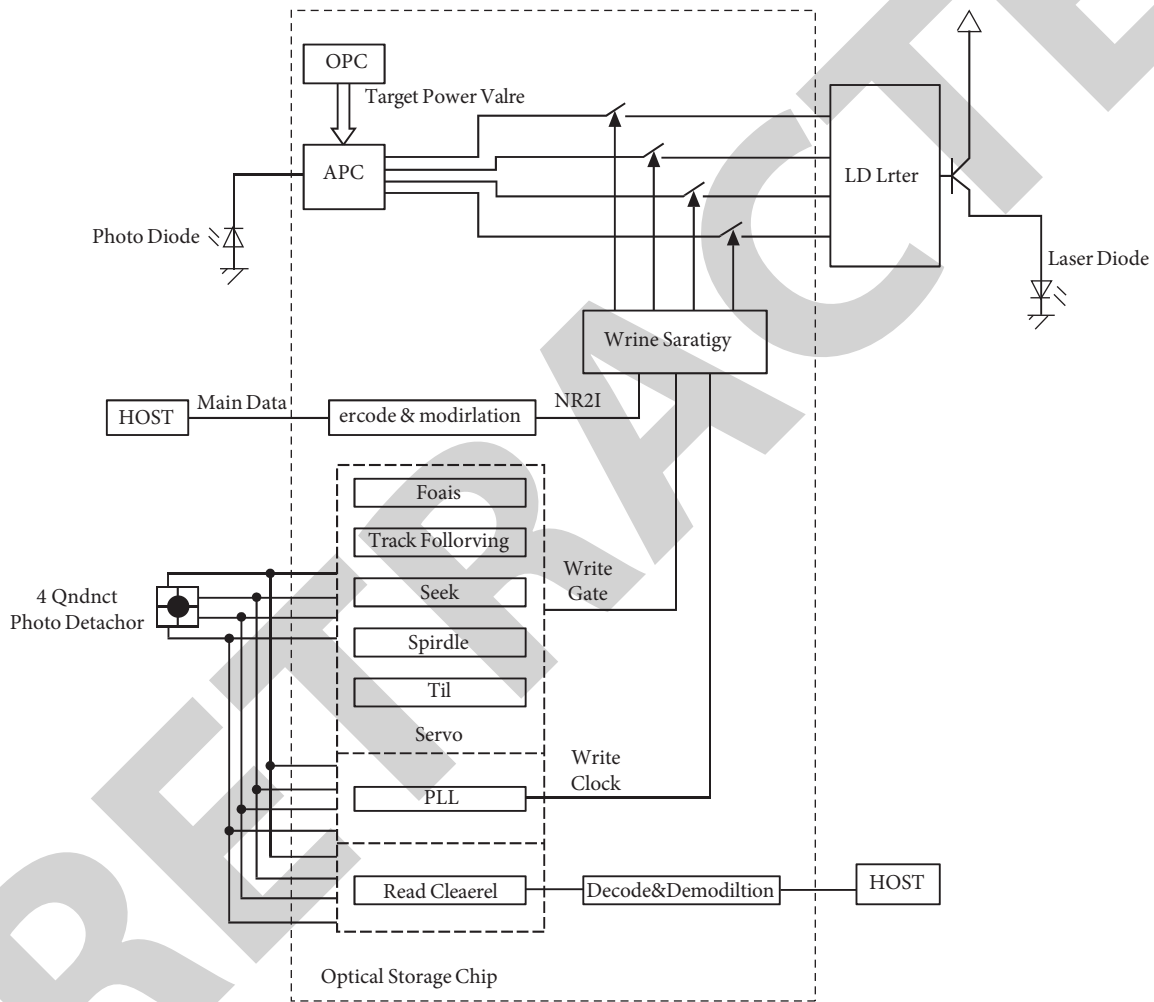 OPC
Target Power Valre
APC
LD Lrter
Photo Diode
Laser Diode
Wrine Saratigy
HOST
Main Data
ercode & modirlation
NR2I
Foais
Track Follorving
Seek
Spirdle
Til
Servo
4 Qndnct
Photo Detachor
Write
Gate
PLL
Write
Clock
Read Cleaerel
Decode&Demodiltion
HOST
Optical Storage Chip
RETRACTE